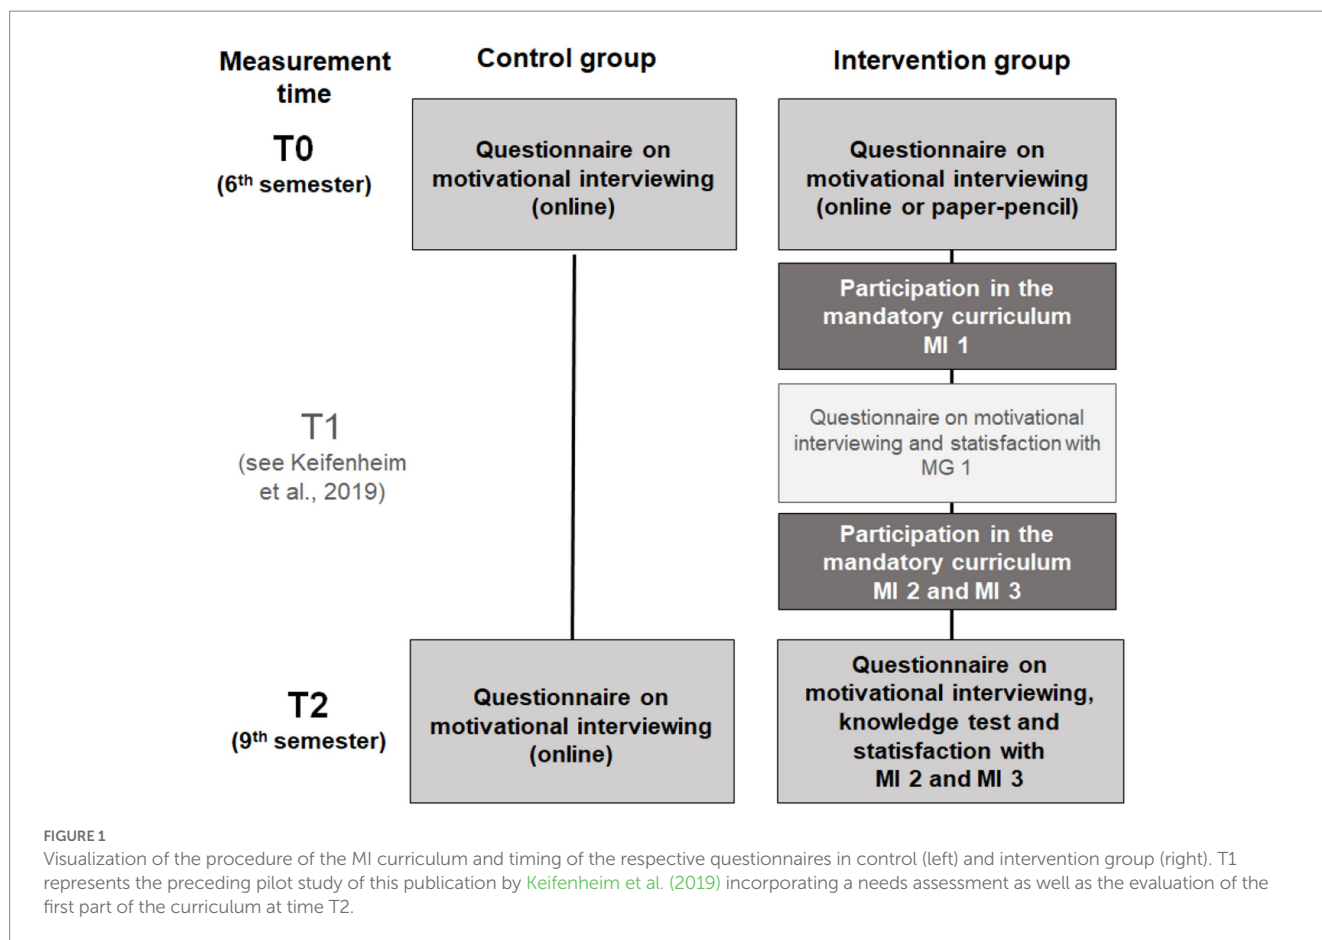 Measurement
time
Control group
Intervention group
T0
(6th semester)
Questionnaire on
motivational interviewing
(online)
Questionnaire on
motivational interviewing
(online or paper-pencil)
Participation in the
mandatory curriculum
MI 1
T1
(see Keifenheim
et al., 2019)
Questionnaire on motivational
interviewing and statisfaction with
MG 1
Participation in the
mandatory curriculum
MI 2 and MI 3
T2
(9th semester)
Questionnaire on
motivational interviewing
(online)
Questionnaire on
motivational interviewing,
knowledge test and
statisfaction with
MI 2 and MI 3
FIGURE 1
Visualization of the procedure of the MI curriculum and timing of the respective questionnaires in control (left) and intervention group (right). T1
represents the preceding pilot study of this publication by Keifenheim et al. (2019) incorporating a needs assessment as well as the evaluation of the
first part of the curriculum at time T2.